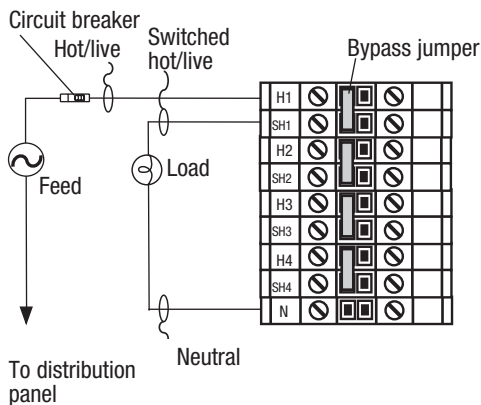 Circuit breaker
Hot/live
Switched
hot/live
Bypass jumper
H1
SH1
H2
SH2
H3
SH3
H4
SH4
N
Feed
Load
Neutral
To distribution
panel